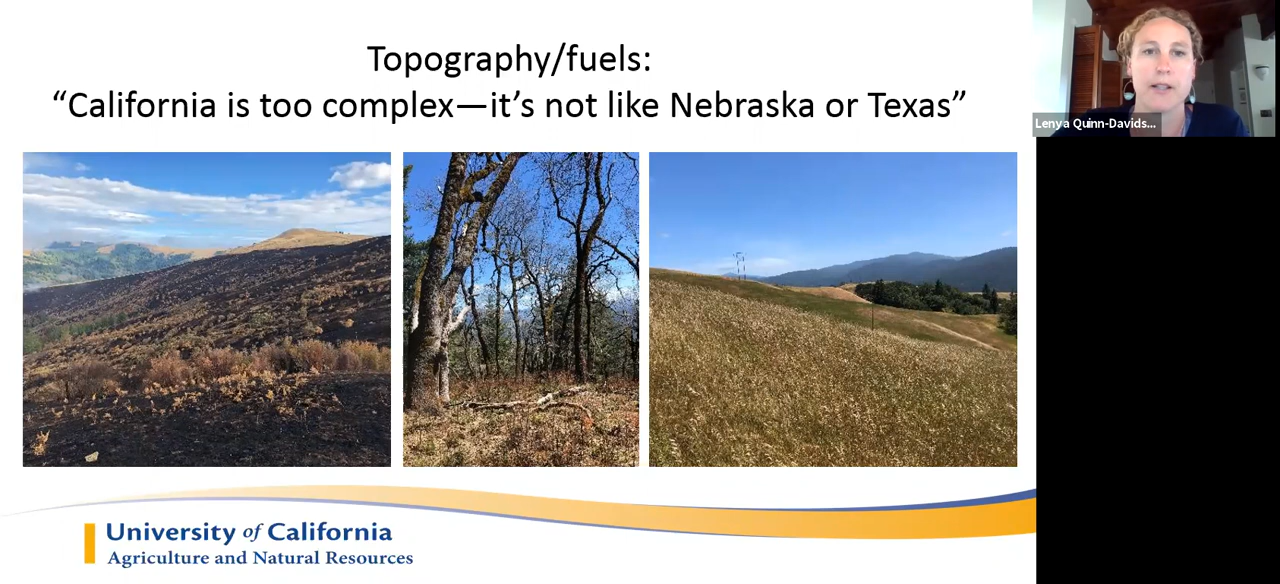 Topography/fuels:
“California is too complex—it’s not like Nebraska or Texas”
Lenya Quinn-Davids...
University of California
Agriculture and Natural Resources